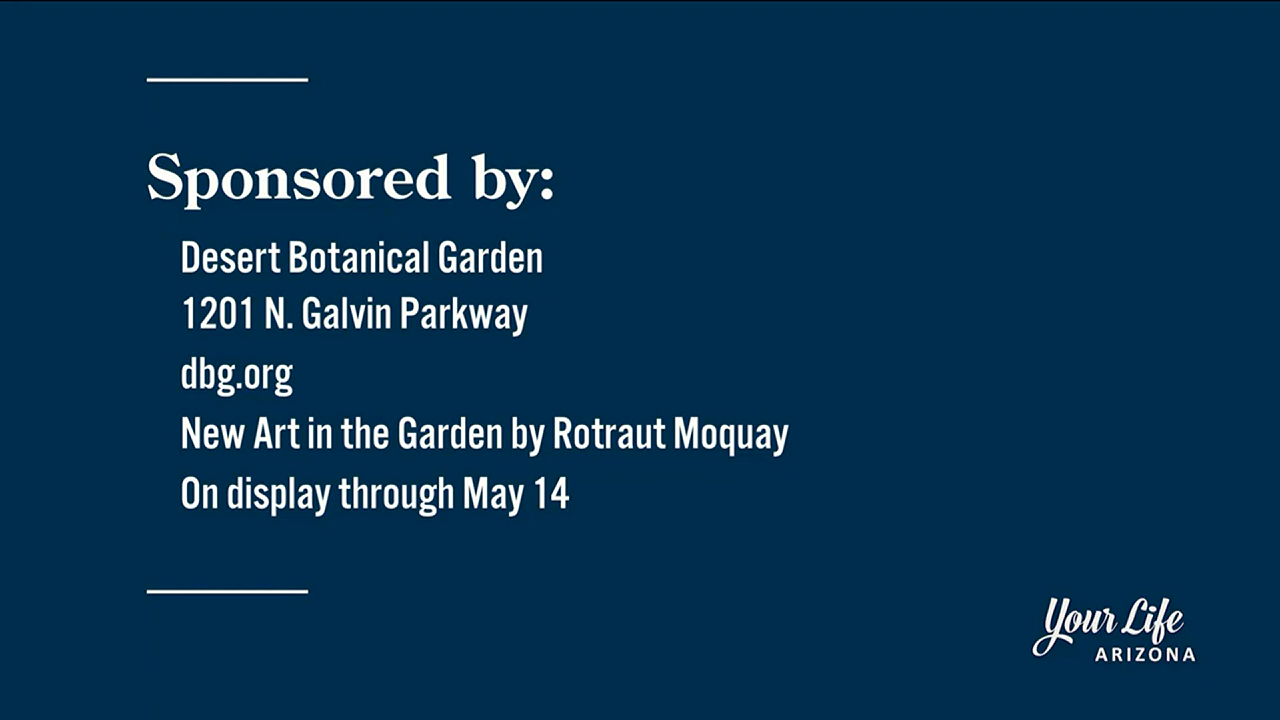 Sponsored by:
Desert Botanical Garden
1201 N. Galvin Parkway
dbg.org
New Art in the Garden by Rotraut Moquay
On display through May 14
Your Life
ARIZONA